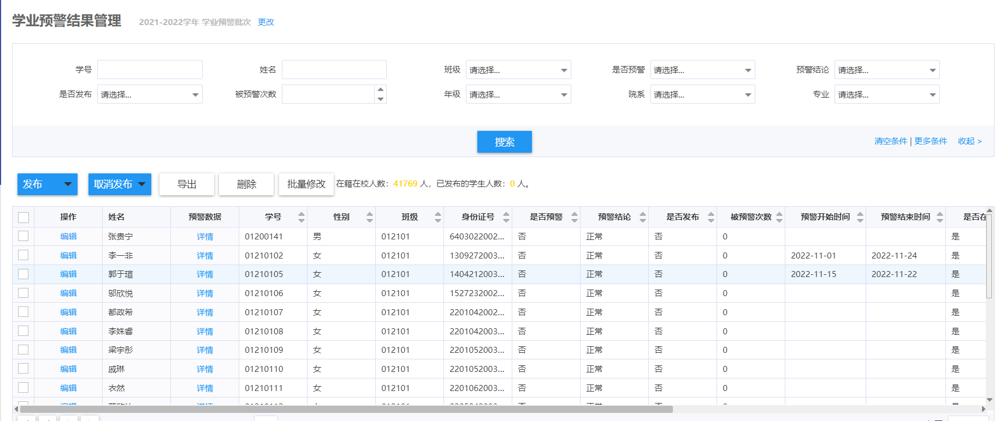 学业预警结果管理 2021-2022学年 学业预警批次 更改
学号 姓名 班级 请选择... 是否预警 请选择... 预警结论 请选择...
是否发布 请选择... 被预警次数 年级 请选择... 院系 请选择... 专业 请选择...
搜索 清空条件 | 更多条件 收起 >
发布 取消发布 导出 删除 批量修改 在籍在校人数：41769 人，已发布的学生人数：0 人。
操作 姓名 预警数据 学号 性别 班级 身份证号 是否预警 预警结论 是否发布 被预警次数 预警开始时间 预警结束时间 是否在
编辑 张贵宁 详情 01200141 男 012101 6403022002... 否 正常 否 0 是
编辑 李一非 详情 01210102 女 012101 1309272003... 否 正常 否 0 2022-11-01 2022-11-24 是
编辑 郭于瑄 详情 01210105 女 012101 1404212003... 否 正常 否 0 2022-11-15 2022-11-22 是
编辑 邬欣悦 详情 01210106 女 012101 1527232002... 否 正常 否 0 是
编辑 都政希 详情 01210107 女 012101 2201042002... 否 正常 否 0 是
编辑 李姝睿 详情 01210108 女 012101 2201042003... 否 正常 否 0 是
编辑 梁宇彤 详情 01210109 女 012101 2201052003... 否 正常 否 0 是
编辑 戚琳 详情 01210110 女 012101 2201052003... 否 正常 否 0 是
编辑 衣然 详情 01210111 女 012101 2201062003... 否 正常 否 0 是